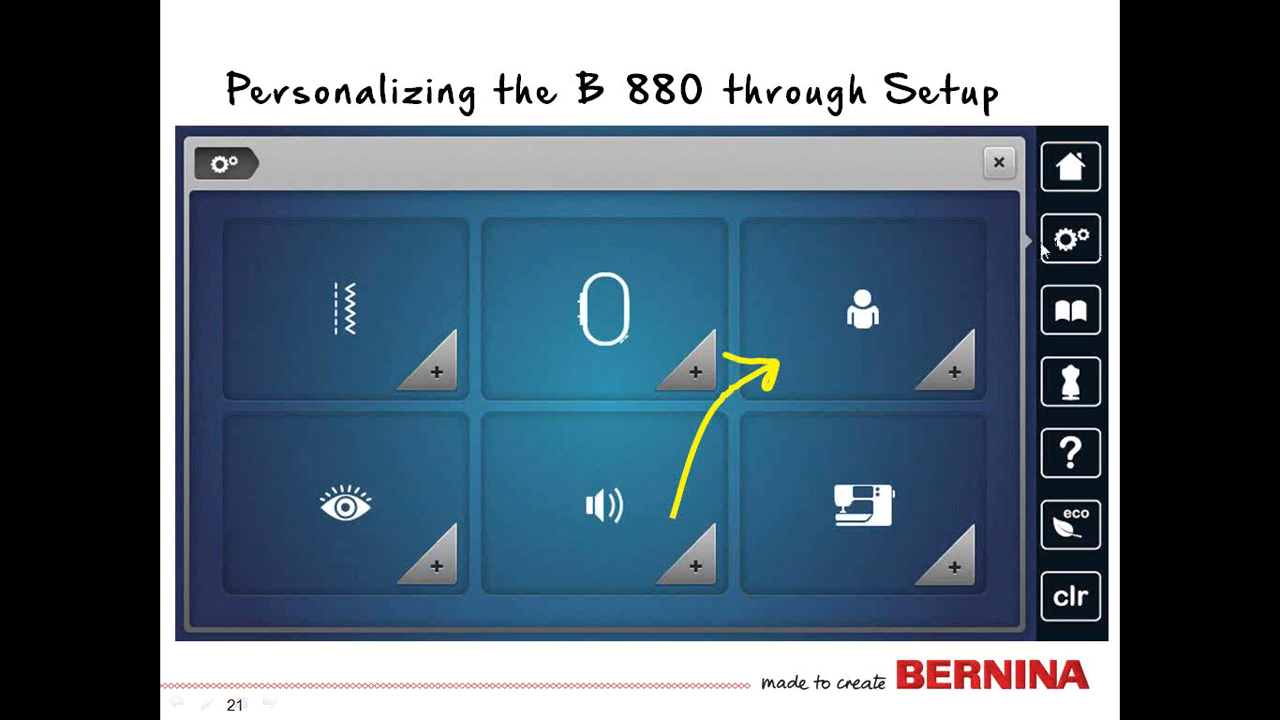 Personalizing the B 880 through Setup
eco
clr
made to create BERNINA
21